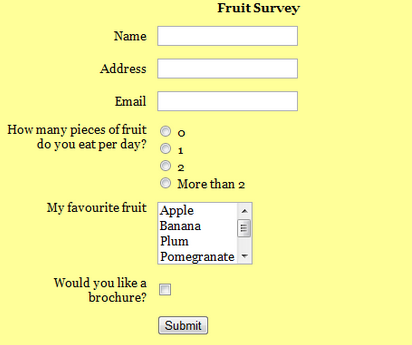 Fruit Survey
Name
Address
Email
How many pieces of fruit
do you eat per day?
0
1
2
More than 2
My favourite fruit
Apple
Banana
Plum
Pomegranate
Would you like a
brochure?
Submit